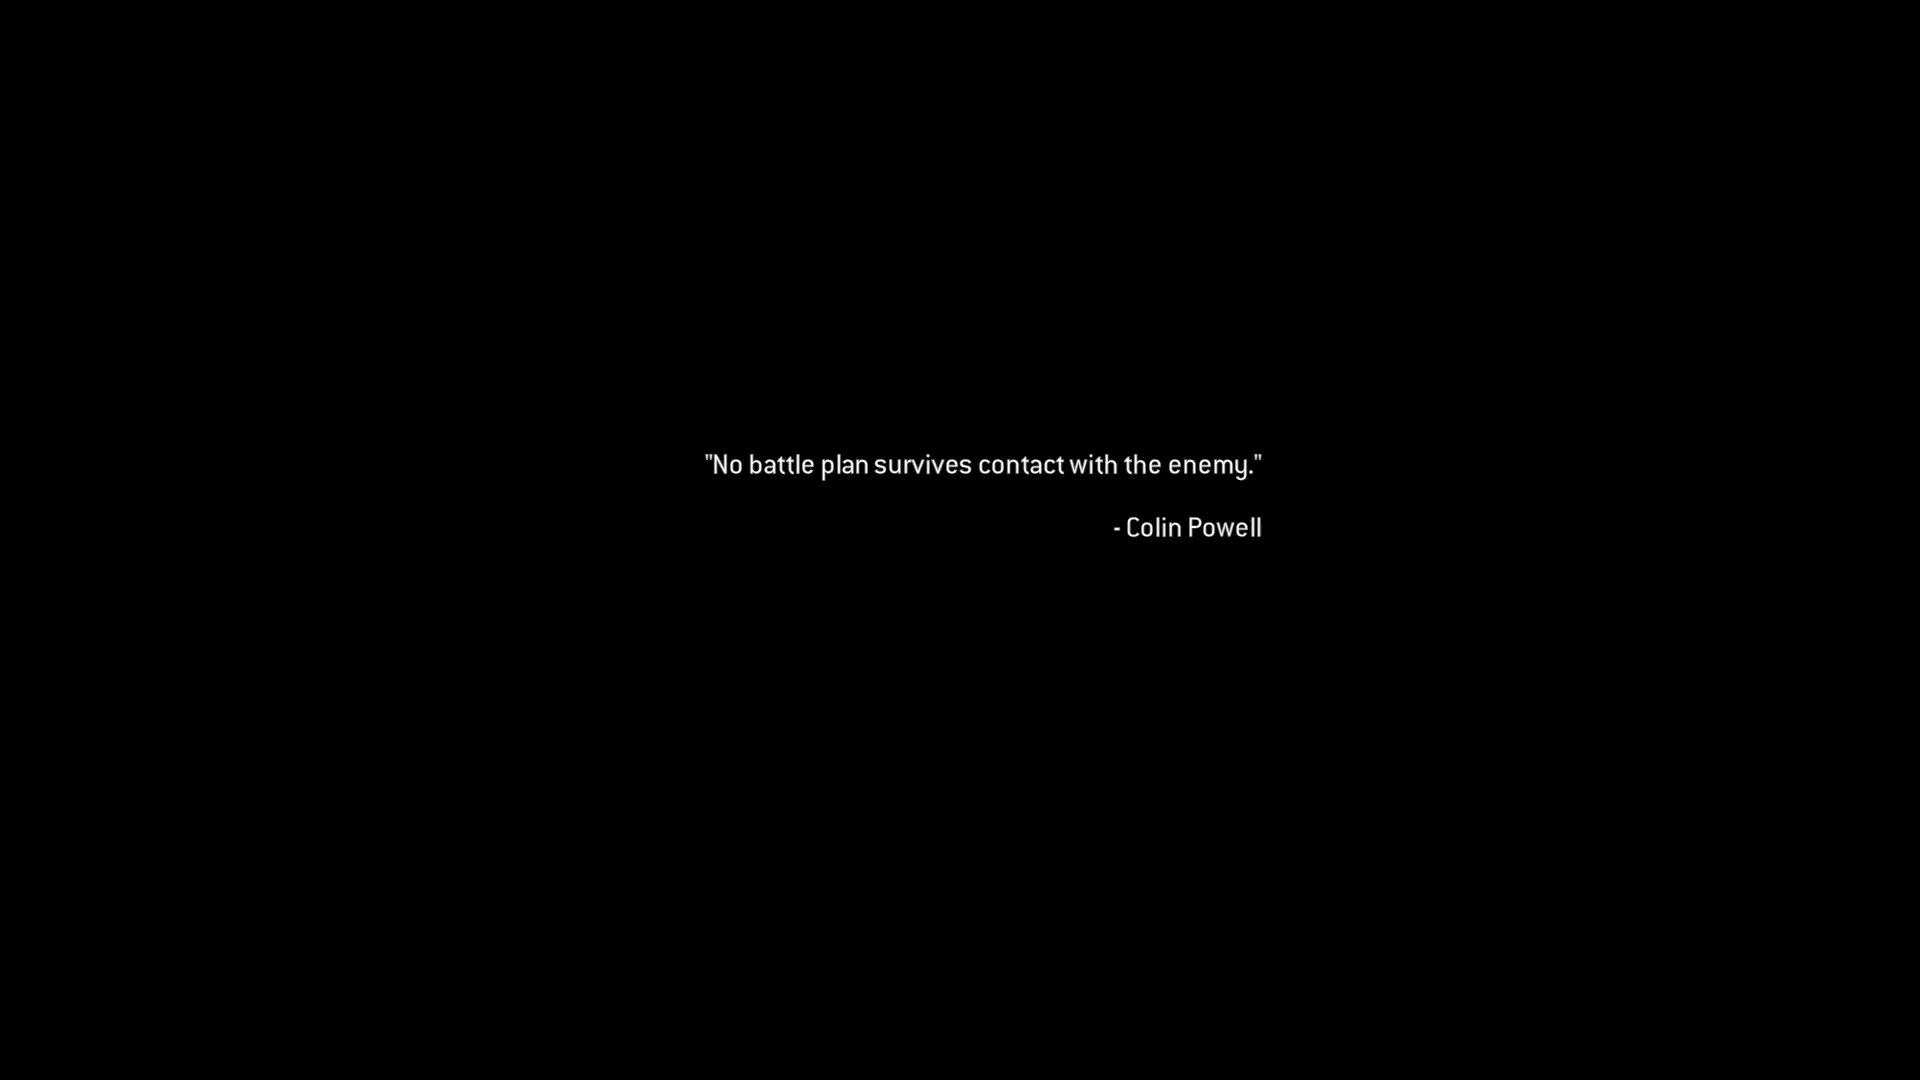 "No battle plan survives contact with the enemy."
- Colin Powell